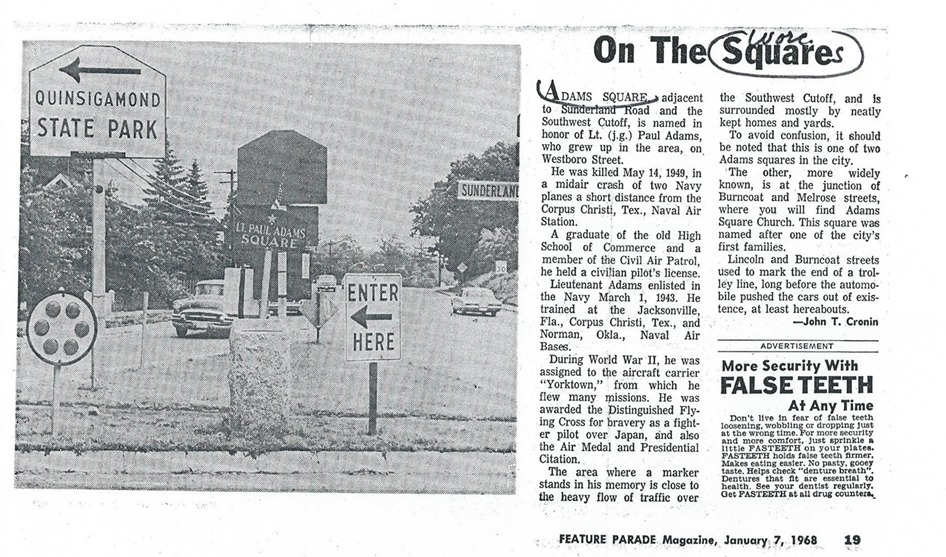 QUINSIGAMOND
STATE PARK
LT. PAUL ADAMS
SQUARE
SUNDERLAND
30
ENTER
HERE
On The Squares
more
ADAMS SQUARE, adjacent
to Sunderland Road and the
Southwest Cutoff, is named in
honor of Lt. (j.g.) Paul Adams,
who grew up in the area, on
Westboro Street.
He was killed May 14, 1949, in
a midair crash of two Navy
planes a short distance from the
Corpus Christi, Tex., Naval Air
Station.
A graduate of the old High
School of Commerce and a
member of the Civil Air Patrol,
he held a civilian pilot's license.
Lieutenant Adams enlisted in
the Navy March 1, 1943. He
trained at the Jacksonville,
Fla., Corpus Christi, Tex., and
Norman, Okla., Naval Air
Bases.
During World War II, he was
assigned to the aircraft carrier
"Yorktown," from which he
flew many missions. He was
awarded the Distinguished Fly-
ing Cross for bravery as a fight-
er pilot over Japan, and also
the Air Medal and Presidential
Citation.
The area where a marker
stands in his memory is close to
the heavy flow of traffic over
the Southwest Cutoff, and is
surrounded mostly by neatly
kept homes and yards.
To avoid confusion, it should
be noted that this is one of two
Adams squares in the city.
The other, more widely
known, is at the junction of
Burncoat and Melrose streets,
where you will find Adams
Square Church. This square was
named after one of the city's
first families.
Lincoln and Burncoat streets
used to mark the end of a trol-
ley line, long before the automo-
bile pushed the cars out of exis-
tence, at least hereabouts.
—John T. Cronin
ADVERTISEMENT
More Security With
FALSE TEETH
At Any Time
Don't live in fear of false teeth
loosening, wobbling or dropping just
at the wrong time. For more security
and more comfort, just sprinkle a
little FASTEETH on your plates.
FASTEETH holds false teeth firmer.
Makes eating easier. No pasty, gooey
taste. Helps check "denture breath".
Dentures that fit are essential to
health. See your dentist regularly.
Get FASTEETH at all drug counters.
FEATURE PARADE Magazine, January 7, 1968 19